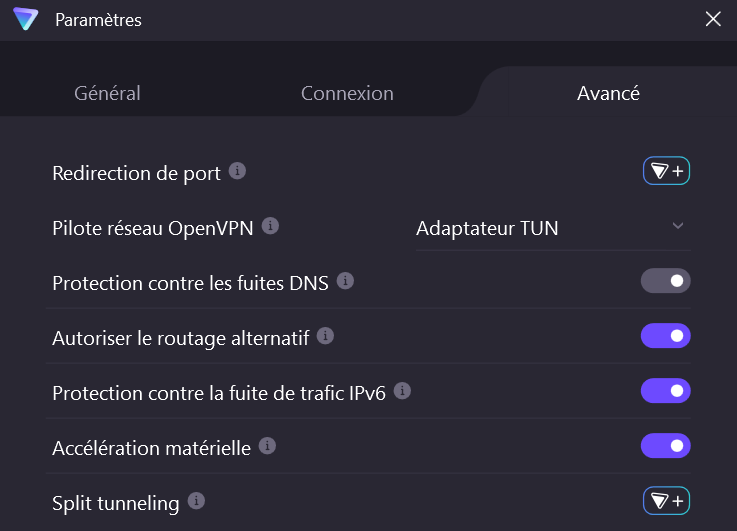 Paramètres
Général Connexion Avancé
Redirection de port
Pilote réseau OpenVPN Adaptateur TUN
Protection contre les fuites DNS
Autoriser le routage alternatif
Protection contre la fuite de trafic IPv6
Accélération matérielle
Split tunneling